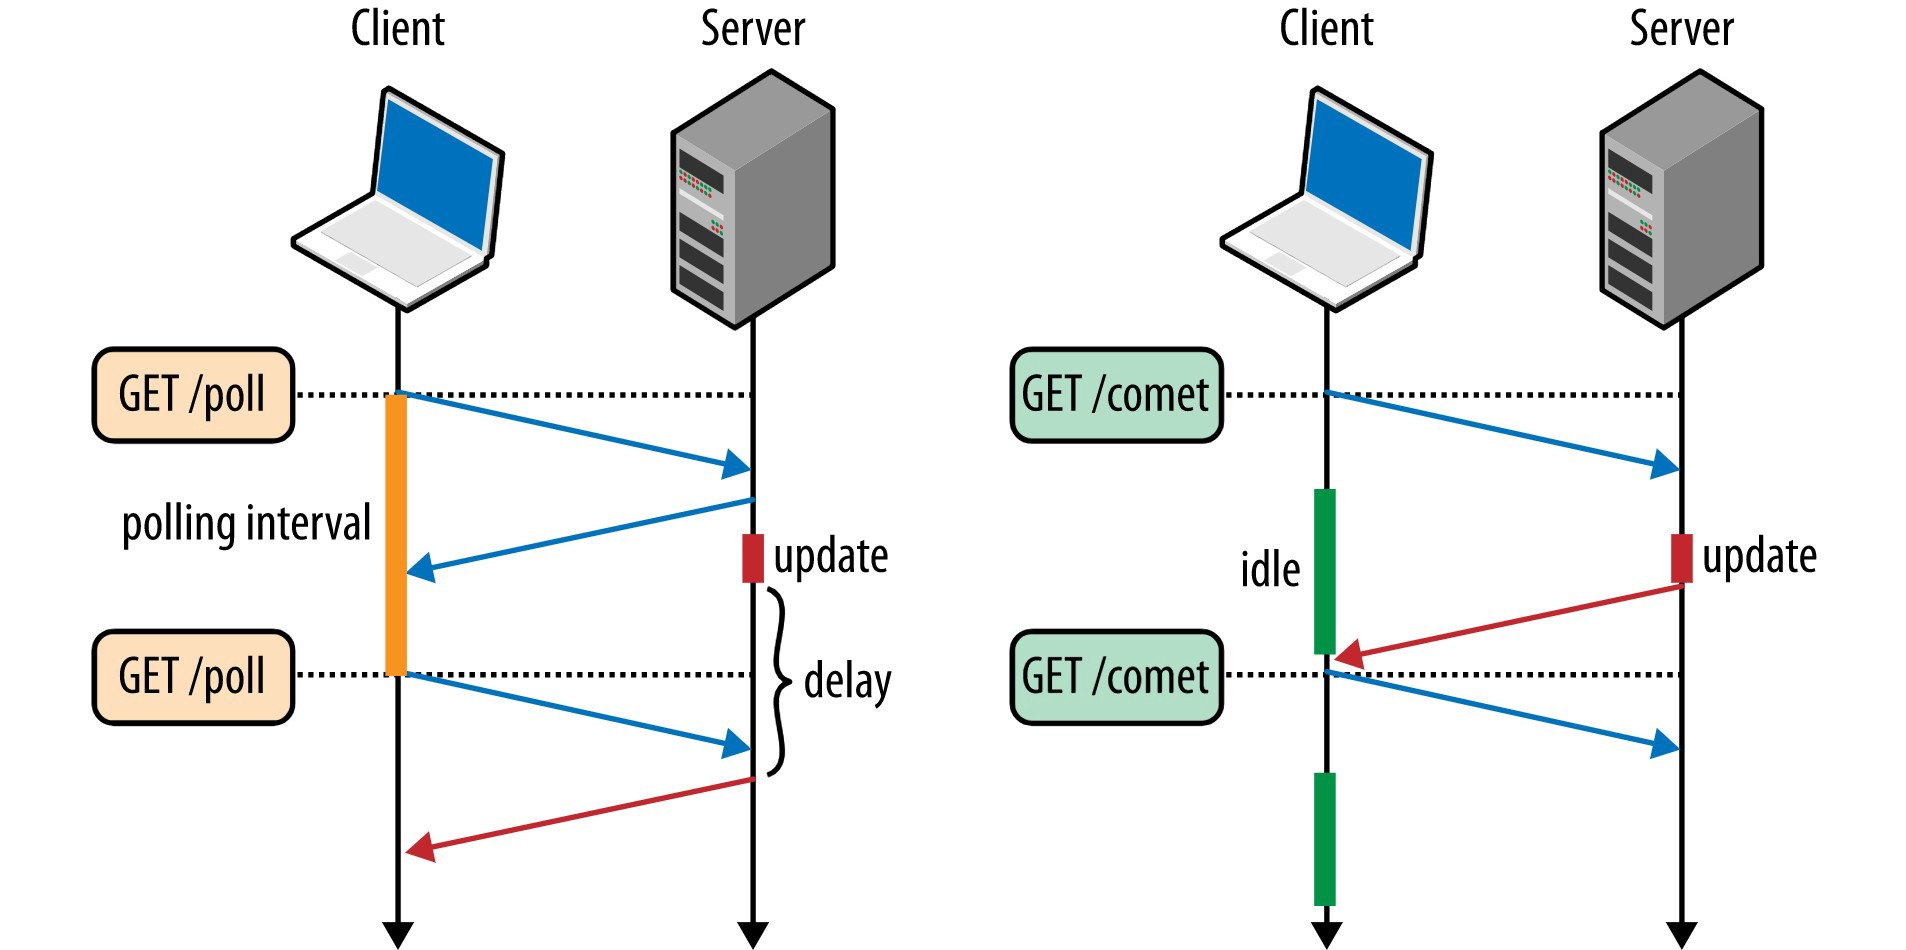 Client
Server
GET /poll
polling interval
update
GET /poll
delay
Client
Server
GET /comet
idle
update
GET /comet